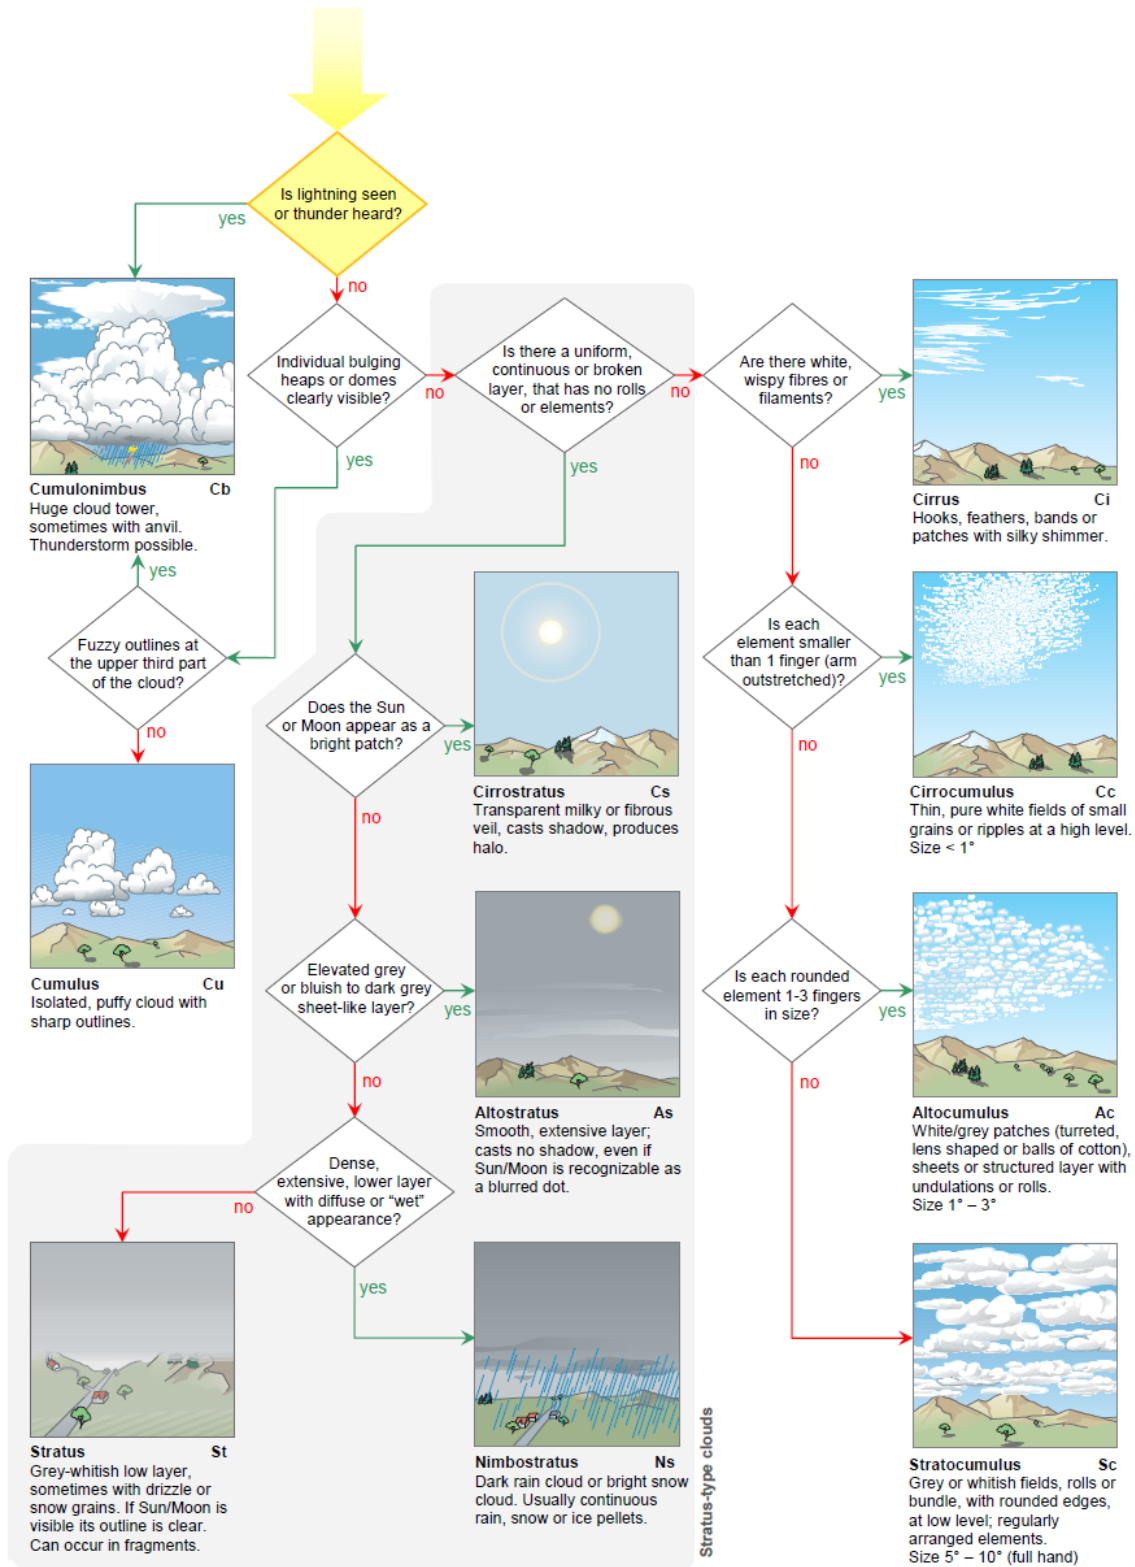 Is lightning seen
or thunder heard?
yes
no
Individual bulging
heaps or domes
clearly visible?
no
yes
Is there a uniform,
continuous or broken
layer, that has no rolls
or elements?
no
yes
Are there white,
wispy fibres or
filaments?
yes
no
Cumulonimbus Cb
Huge cloud tower,
sometimes with anvil.
Thunderstorm possible.
yes
Fuzzy outlines at
the upper third part
of the cloud?
no
Cumulus Cu
Isolated, puffy cloud with
sharp outlines.
Cirrus Ci
Hooks, feathers, bands or
patches with silky shimmer.
Does the Sun
or Moon appear as a
bright patch?
yes
no
Cirrostratus Cs
Transparent milky or fibrous
veil, casts shadow, produces
halo.
Is each
element smaller
than 1 finger (arm
outstretched)?
yes
no
Cirrocumulus Cc
Thin, pure white fields of small
grains or ripples at a high level.
Size < 1°
Elevated grey
or bluish to dark grey
sheet-like layer?
yes
no
Altostratus As
Smooth, extensive layer;
casts no shadow, even if
Sun/Moon is recognizable as
a blurred dot.
Is each rounded
element 1-3 fingers
in size?
yes
no
Altocumulus Ac
White/grey patches (turreted,
lens shaped or balls of cotton),
sheets or structured layer with
undulations or rolls.
Size 1° – 3°
Dense,
extensive, lower layer
with diffuse or “wet”
appearance?
no
yes
Stratus St
Grey-whitish low layer,
sometimes with drizzle or
snow grains. If Sun/Moon is
visible its outline is clear.
Can occur in fragments.
Nimbostratus Ns
Dark rain cloud or bright snow
cloud. Usually continuous
rain, snow or ice pellets.
Stratus-type clouds
Stratocumulus Sc
Grey or whitish fields, rolls or
bundle, with rounded edges,
at low level; regularly
arranged elements.
Size 5° – 10° (full hand)